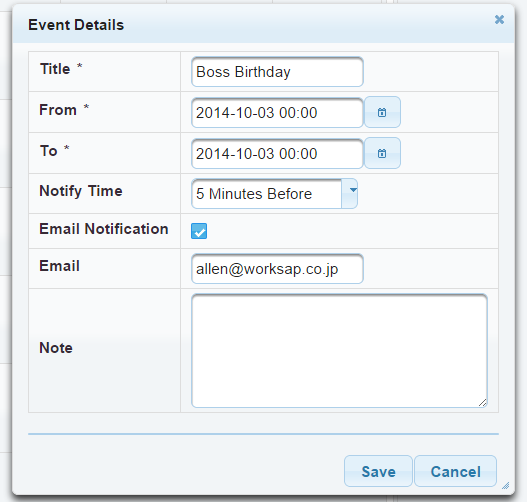 Event Details
Title *
Boss Birthday
From *
2014-10-03 00:00
To *
2014-10-03 00:00
Notify Time
5 Minutes Before
Email Notification
Email
allen@worksap.co.jp
Note
Save Cancel